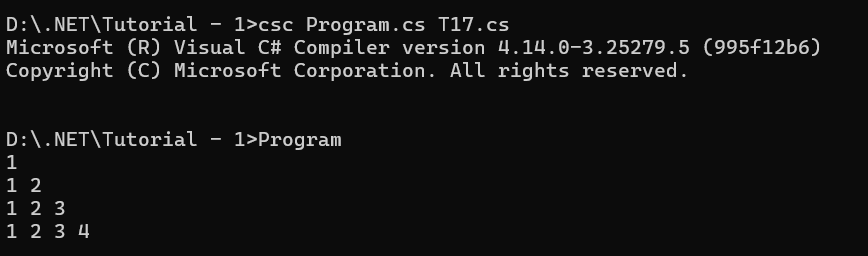 D:\.NET\Tutorial - 1>csc Program.cs T17.cs
Microsoft (R) Visual C# Compiler version 4.14.0-3.25279.5 (995f12b6)
Copyright (C) Microsoft Corporation. All rights reserved.
D:\.NET\Tutorial - 1>Program
1
1 2
1 2 3
1 2 3 4